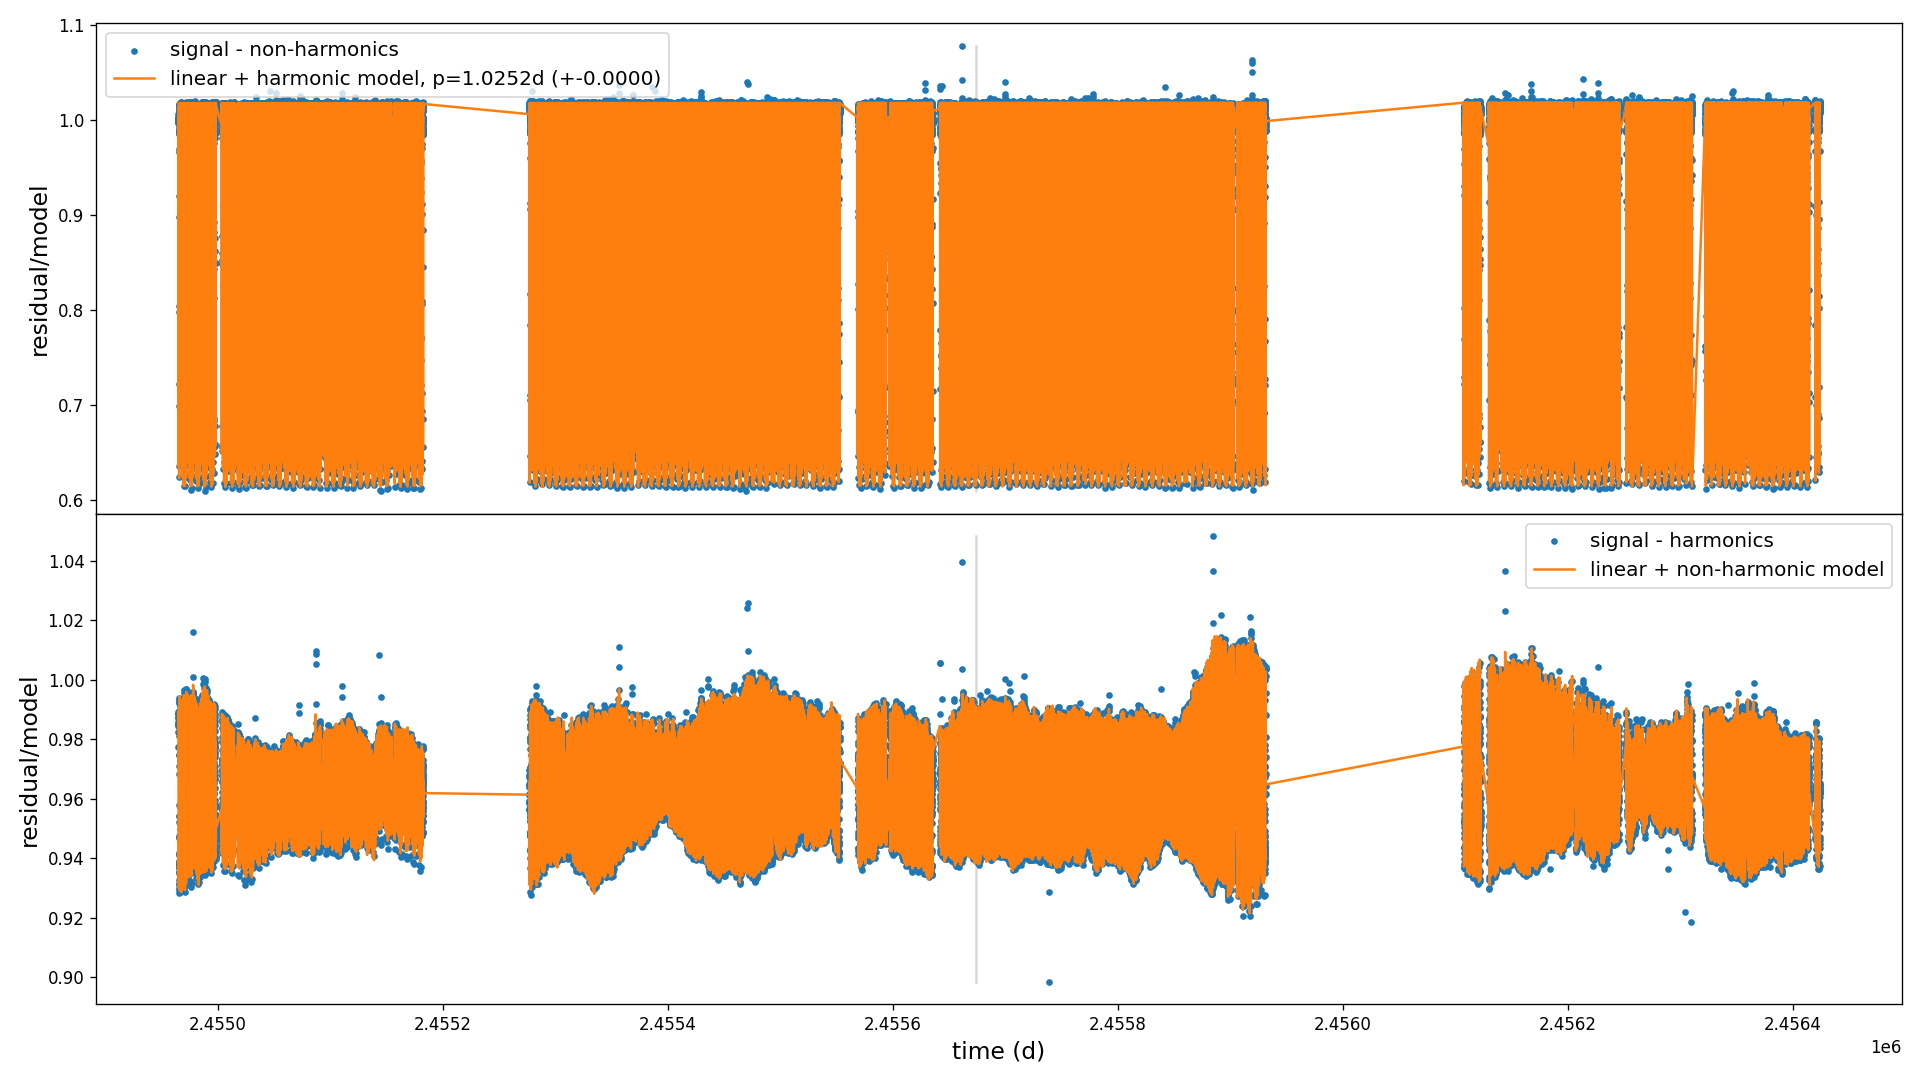 1.1
1.0
0.9
0.8
0.7
0.6
residual/model
signal - non-harmonics
linear + harmonic model, p=1.0252d (+-0.0000)
1.04
1.02
1.00
0.98
0.96
0.94
0.92
0.90
residual/model
signal - harmonics
linear + non-harmonic model
2.4550
2.4552
2.4554
2.4556
2.4558
2.4560
2.4562
2.4564
1e6
time (d)